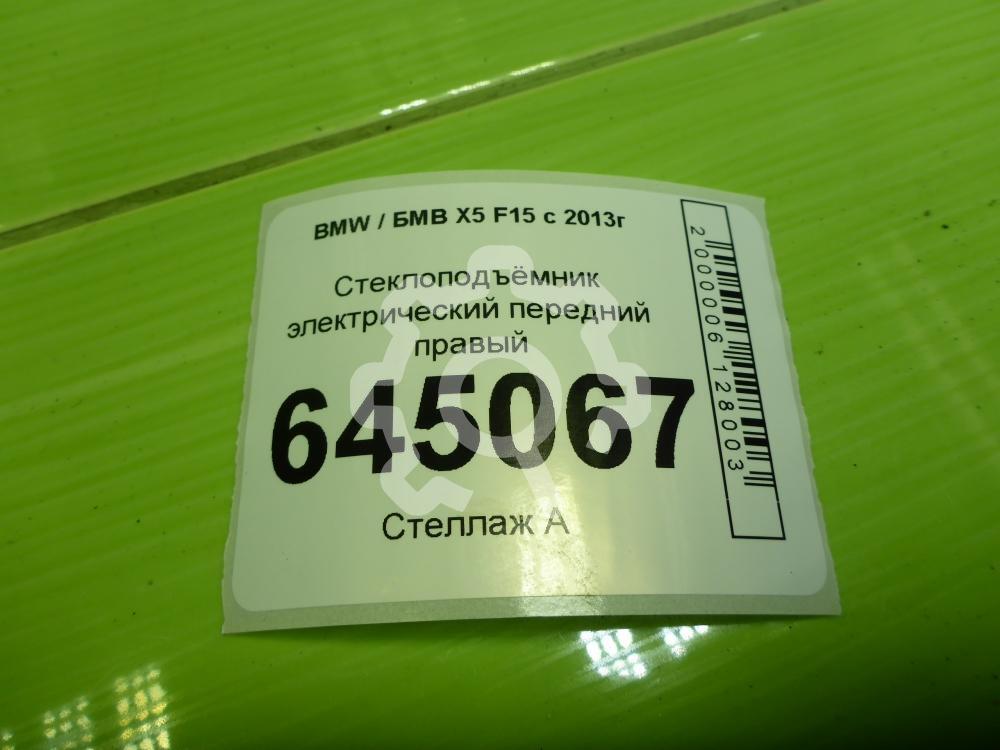 BMW / БМВ X5 F15 с 2013г
Стеклоподъёмник
электрический передний
правый
645067
Стеллаж А
2000006128003